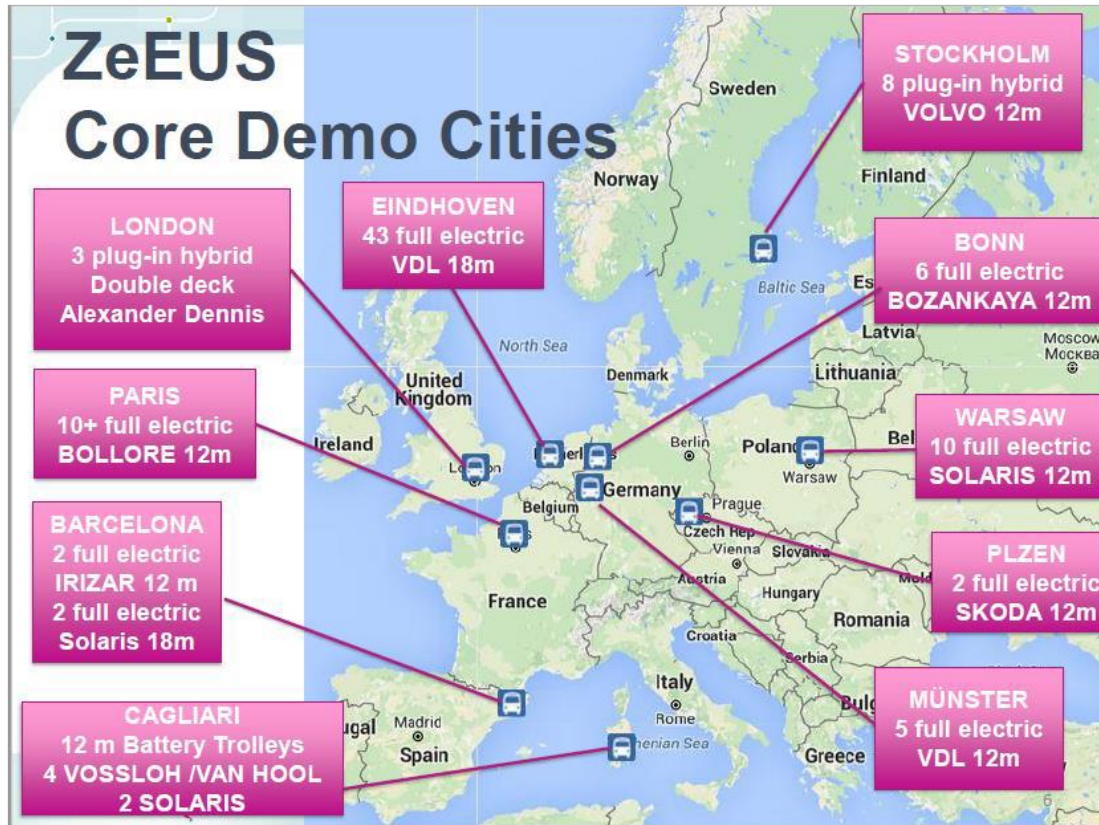 ZeEUS
Core Demo Cities
STOCKHOLM
8 plug-in hybrid
VOLVO 12m
LONDON
3 plug-in hybrid
Double deck
Alexander Dennis
EINDHOVEN
43 full electric
VDL 18m
BONN
6 full electric
BOZANKAYA 12m
PARIS
10+ full electric
BOLLORE 12m
WARSAW
10 full electric
SOLARIS 12m
BARCELONA
2 full electric
IRIZAR 12 m
2 full electric
Solaris 18m
PLZEN
2 full electric
SKODA 12m
CAGLIARI
12 m Battery Trolleys
4 VOSSLOH /VAN HOOL
2 SOLARIS
MÜNSTER
5 full electric
VDL 12m
Sweden
Norway
Finland
Baltic Sea
Latvia
Moscow
Москва
North Sea
Denmark
Lithuania
United
Kingdom
Ireland
Berlin
Poland
Warsaw
Belgium
Germany
Prague
Czech Rep
Vienna
Slovakia
Austria
Hungary
France
Romania
Croatia
Serbia
Italy
Rome
Madrid
Spain
Greece
6